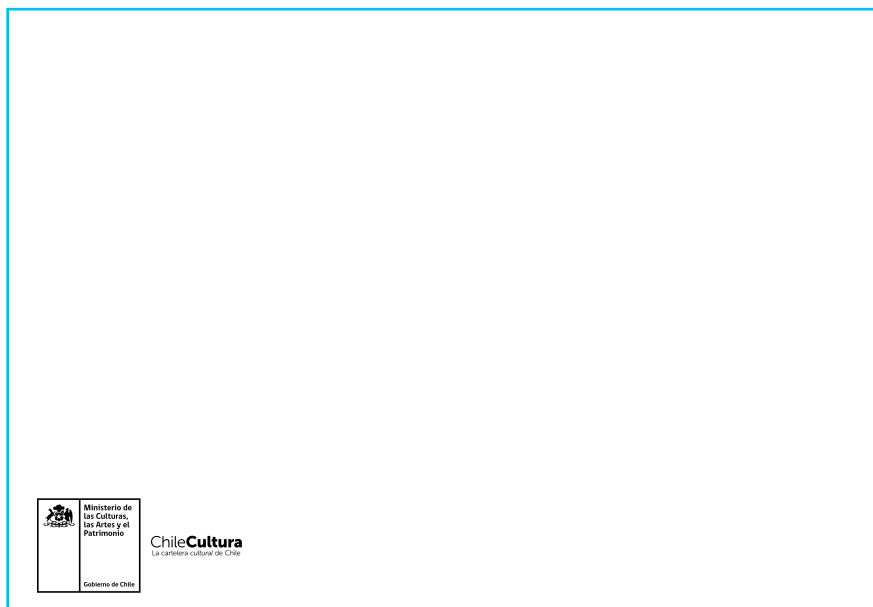 Ministerio de
las Culturas,
las Artes y el
Patrimonio
Gobierno de Chile
ChileCultura
La cartelera cultural de Chile